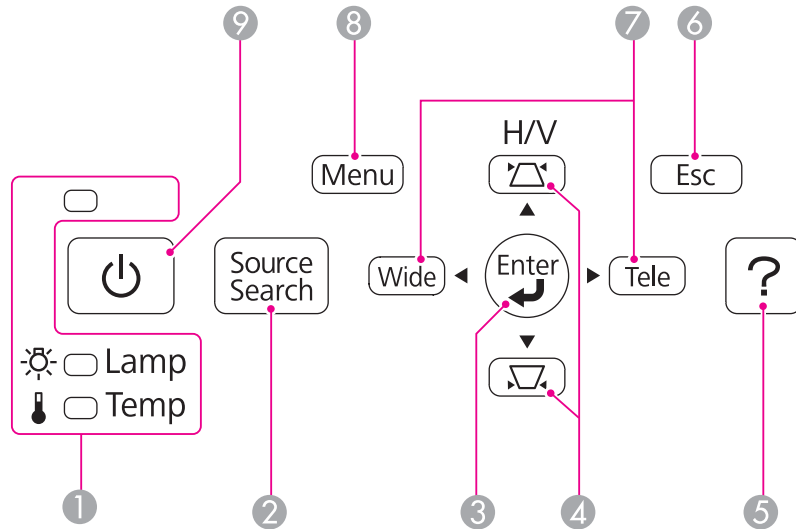 9
8
7
6
H/V
Menu
Esc
Source
Search
Wide
Enter
Tele
?
Lamp
Temp
1
2
3
4
5